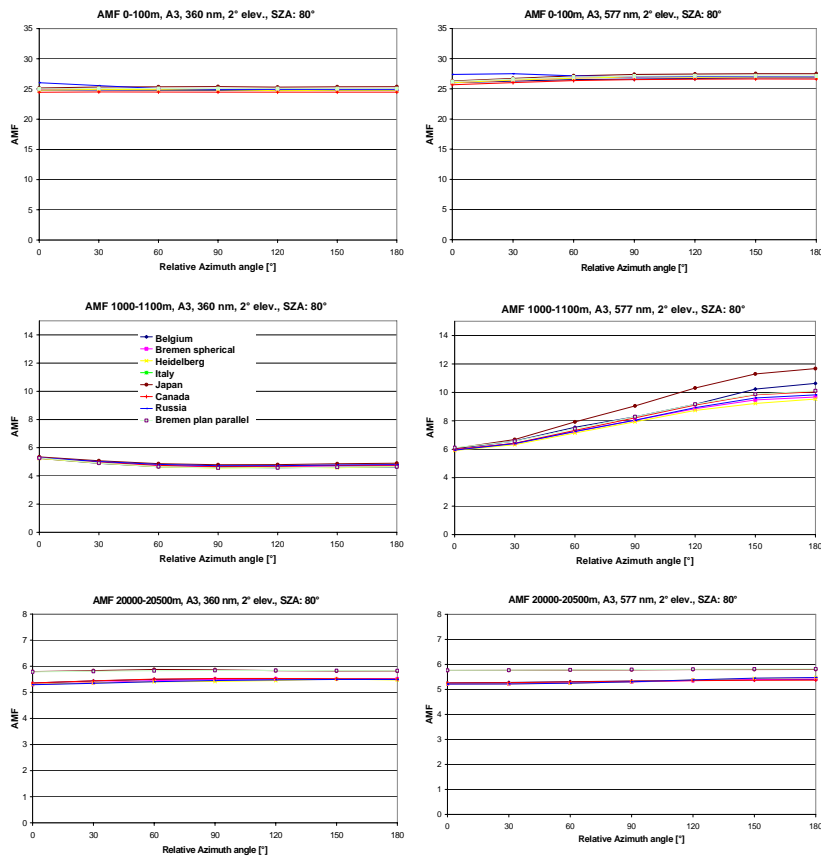 AMF 0-100m, A3, 360 nm, 2° elev., SZA: 80°
35
30
25
20
15
10
5
0
AMF
0 30 60 90 120 150 180
Relative Azimuth angle [°]
AMF 0-100m, A3, 577 nm, 2° elev., SZA: 80°
35
30
25
20
15
10
5
0
AMF
0 30 60 90 120 150 180
Relative Azimuth angle [°]
AMF 1000-1100m, A3, 360 nm, 2° elev., SZA: 80°
14
12
10
8
6
4
2
0
AMF
Belgium
Bremen spherical
Heidelberg
Italy
Japan
Canada
Russia
Bremen plan parallel
0 30 60 90 120 150 180
Relative Azimuth angle [°]
AMF 1000-1100m, A3, 577 nm, 2° elev., SZA: 80°
14
12
10
8
6
4
2
0
AMF
0 30 60 90 120 150 180
Relative Azimuth angle [°]
AMF 20000-20500m, A3, 360 nm, 2° elev., SZA: 80°
8
7
6
5
4
3
2
1
0
AMF
0 30 60 90 120 150 180
Relative Azimuth angle [°]
AMF 20000-20500m, A3, 577 nm, 2° elev., SZA: 80°
8
7
6
5
4
3
2
1
0
AMF
0 30 60 90 120 150 180
Relative Azimuth angle [°]